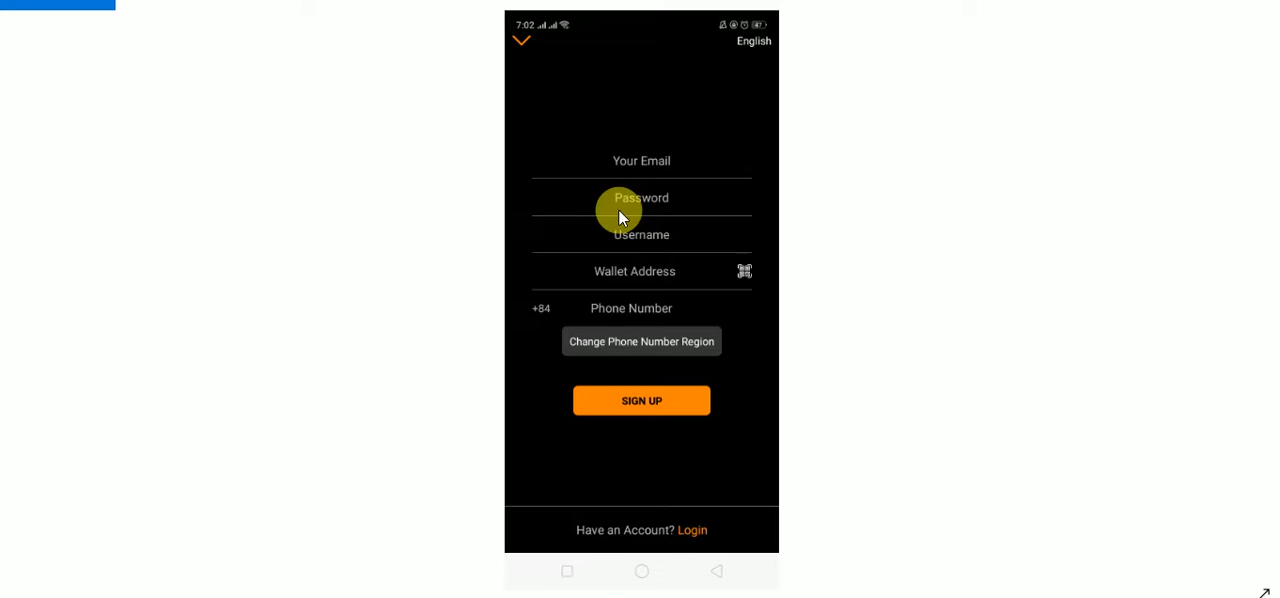 7:02
47
English
Your Email
Password
Username
Wallet Address
+84 Phone Number
Change Phone Number Region
SIGN UP
Have an Account? Login